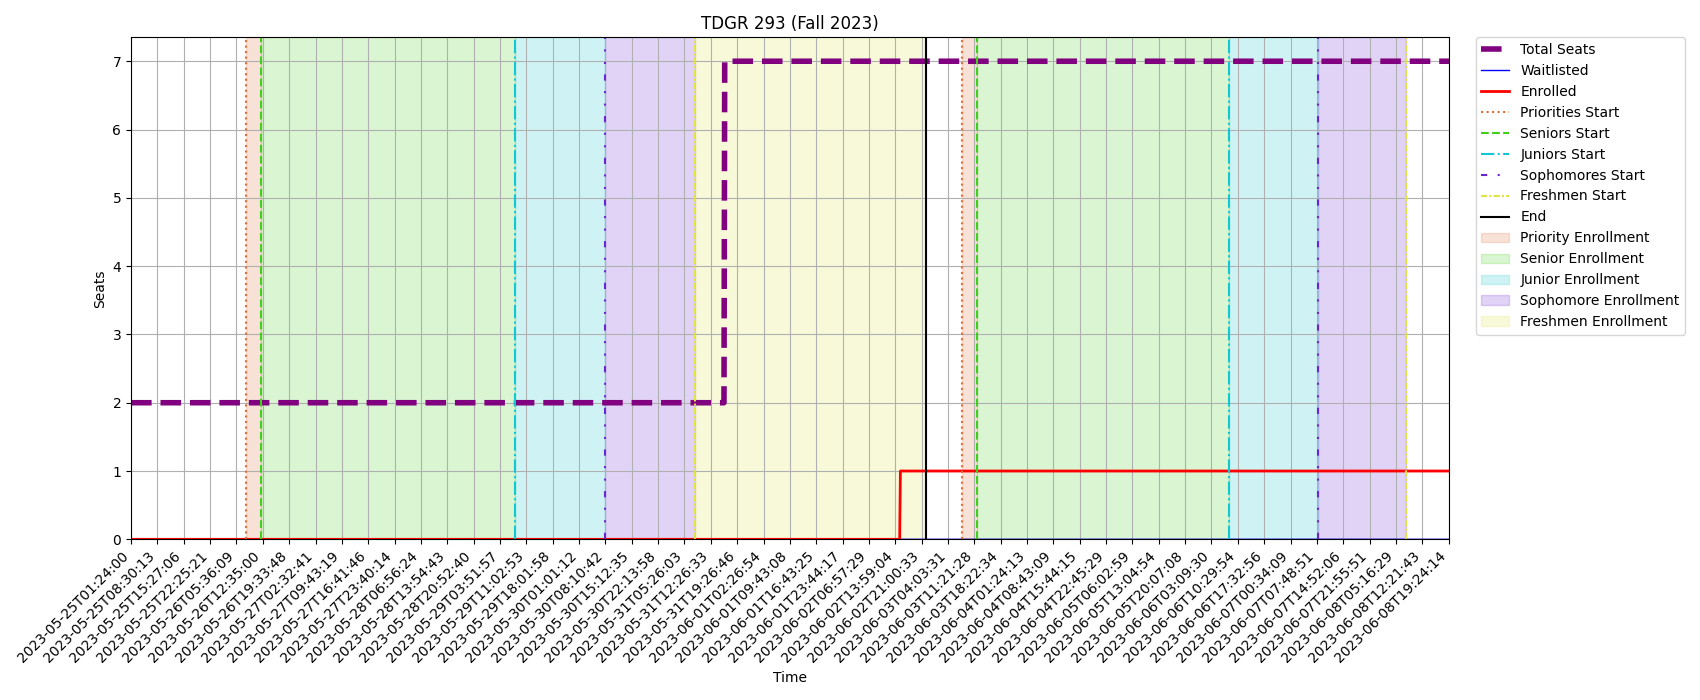 TDGR 293 (Fall 2023)
Seats
7
6
5
4
3
2
1
0
2023-05-25T01:24:00
2023-05-25T08:30:13
2023-05-25T15:27:06
2023-05-25T22:25:21
2023-05-26T05:36:09
2023-05-26T12:35:00
2023-05-26T19:33:48
2023-05-27T02:32:41
2023-05-27T09:43:19
2023-05-27T16:41:46
2023-05-27T23:40:14
2023-05-28T06:56:24
2023-05-28T13:54:43
2023-05-28T20:52:40
2023-05-29T03:51:57
2023-05-29T11:02:53
2023-05-29T18:01:58
2023-05-30T01:01:12
2023-05-30T08:10:42
2023-05-30T15:12:35
2023-05-30T22:13:58
2023-05-31T05:26:03
2023-05-31T12:26:33
2023-05-31T19:26:46
2023-06-01T02:26:54
2023-06-01T09:43:08
2023-06-01T16:43:25
2023-06-01T23:44:17
2023-06-02T06:57:29
2023-06-02T13:59:04
2023-06-02T21:00:33
2023-06-03T04:03:31
2023-06-03T11:21:28
2023-06-03T18:22:34
2023-06-04T01:24:13
2023-06-04T08:43:09
2023-06-04T15:44:15
2023-06-04T22:45:29
2023-06-05T06:02:59
2023-06-05T13:04:54
2023-06-05T20:07:08
2023-06-06T03:09:30
2023-06-06T10:29:54
2023-06-06T17:32:56
2023-06-07T00:34:09
2023-06-07T07:48:51
2023-06-07T14:52:06
2023-06-07T21:55:51
2023-06-08T05:16:29
2023-06-08T12:21:43
2023-06-08T19:24:14
Time
Total Seats
Waitlisted
Enrolled
Priorities Start
Seniors Start
Juniors Start
Sophomores Start
Freshmen Start
End
Priority Enrollment
Senior Enrollment
Junior Enrollment
Sophomore Enrollment
Freshmen Enrollment